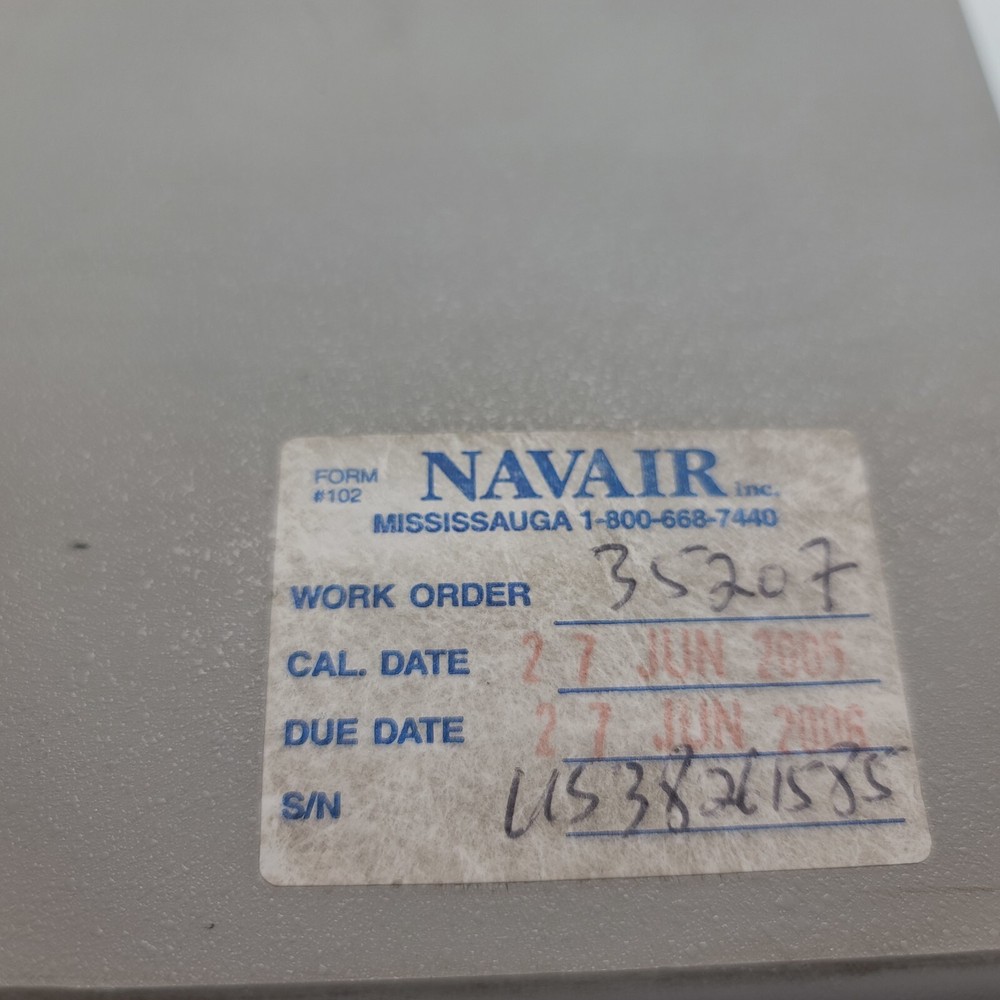 FORM
#102
NAVAIR Inc.
MISSISSAUGA 1-800-668-7440
WORK ORDER 35207
CAL. DATE 27 JUN 2005
DUE DATE 27 JUN 2006
S/N US38261585